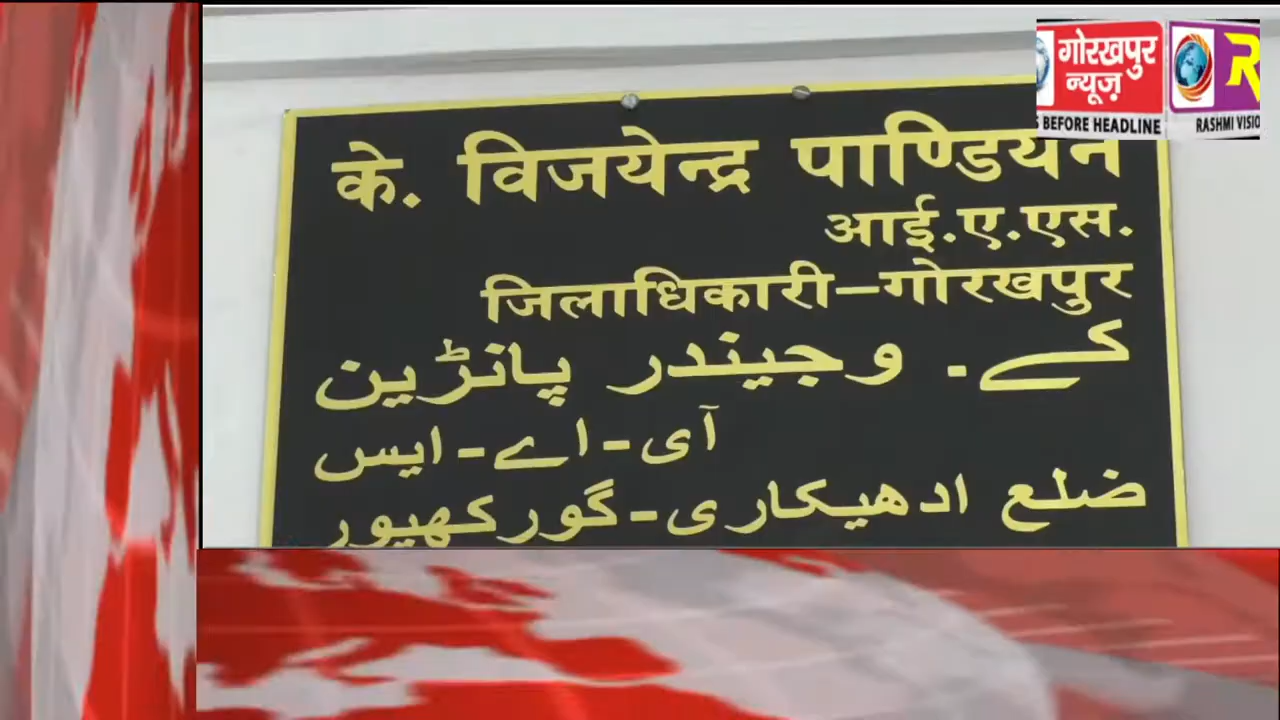 गोरखपुर
न्यूज़
S BEFORE HEADLINE
R
RASHMI VISIO
के. विजयेन्द्र पाण्डियन
आई.ए.एस.
जिलाधिकारी–गोरखपुर
کے۔ وجیندر پانڑین
آی-اے-ایس
ضلع ادھیکاری-گورکھپور